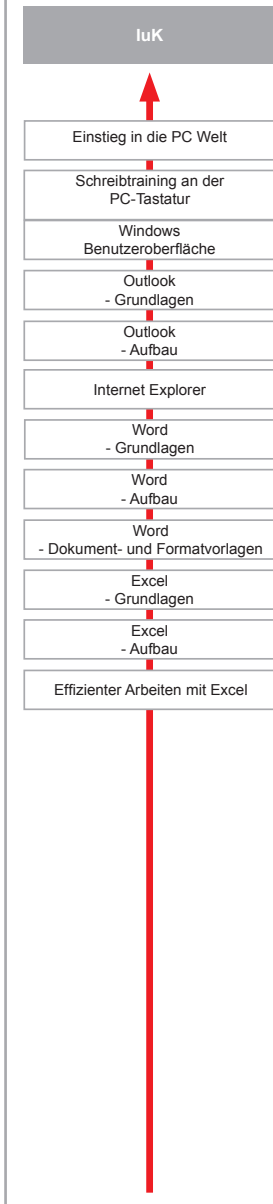 IuK
Einstieg in die PC Welt
Schreibtraining an der
PC-Tastatur
Windows
Benutzeroberfläche
Outlook
- Grundlagen
Outlook
- Aufbau
Internet Explorer
Word
- Grundlagen
Word
- Aufbau
Word
- Dokument- und Formatvorlagen
Excel
- Grundlagen
Excel
- Aufbau
Effizienter Arbeiten mit Excel